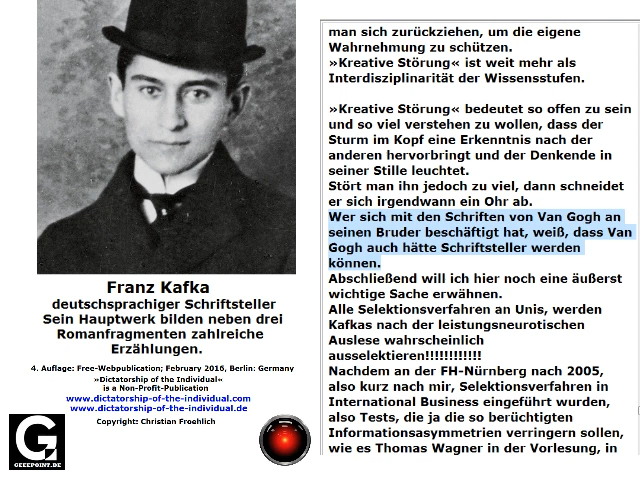 Franz Kafka
deutschsprachiger Schriftsteller
Sein Hauptwerk bilden neben drei
Romanfragmenten zahlreiche
Erzählungen.
4. Auflage: Free-Webpublication; February 2016, Berlin: Germany
»Dictatorship of the Individual«
is a Non-Profit-Publication
www.dictatorship-of-the-individual.com
www.dictatorship-of-the-individual.de
Copyright: Christian Froehlich
G
GEEEPOINT.DE
man sich zurückziehen, um die eigene
Wahrnehmung zu schützen.
»Kreative Störung« ist weit mehr als
Interdisziplinarität der Wissensstufen.
»Kreative Störung« bedeutet so offen zu sein
und so viel verstehen zu wollen, dass der
Sturm im Kopf eine Erkenntnis nach der
anderen hervorbringt und der Denkende in
seiner Stille leuchtet.
Stört man ihn jedoch zu viel, dann schneidet
er sich irgendwann ein Ohr ab.
Wer sich mit den Schriften von Van Gogh an
seinen Bruder beschäftigt hat, weiß, dass Van
Gogh auch hätte Schriftsteller werden
können.
Abschließend will ich hier noch eine äußerst
wichtige Sache erwähnen.
Alle Selektionsverfahren an Unis, werden
Kafkas nach der leistungsneurotischen
Auslese wahrscheinlich
ausselektieren!!!!!!!!!!!!
Nachdem an der FH-Nürnberg nach 2005,
also kurz nach mir, Selektionsverfahren in
International Business eingeführt wurden,
also Tests, die ja die so berüchtigten
Informationsasymmetrien verringern sollen,
wie es Thomas Wagner in der Vorlesung, in